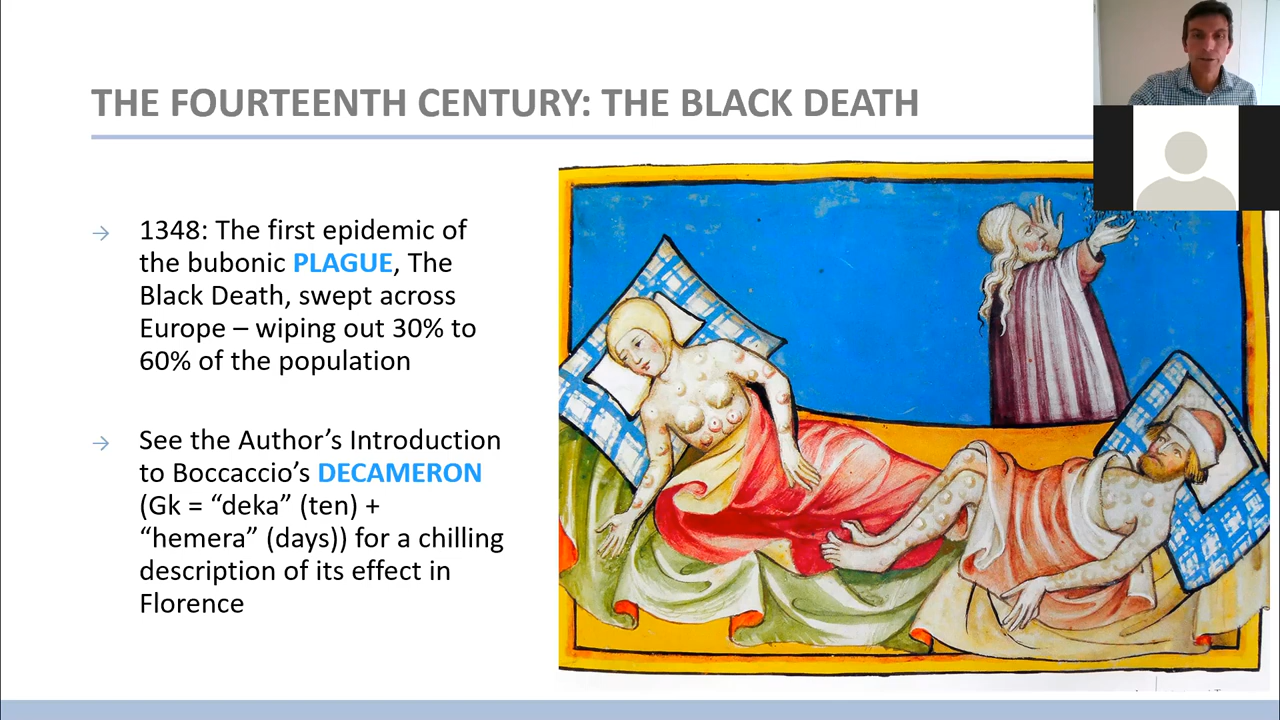 THE FOURTEENTH CENTURY: THE BLACK DEATH
→ 1348: The first epidemic of
the bubonic PLAGUE, The
Black Death, swept across
Europe – wiping out 30% to
60% of the population
→ See the Author’s Introduction
to Boccaccio’s DECAMERON
(Gk = “deka” (ten) +
“hemera” (days)) for a chilling
description of its effect in
Florence